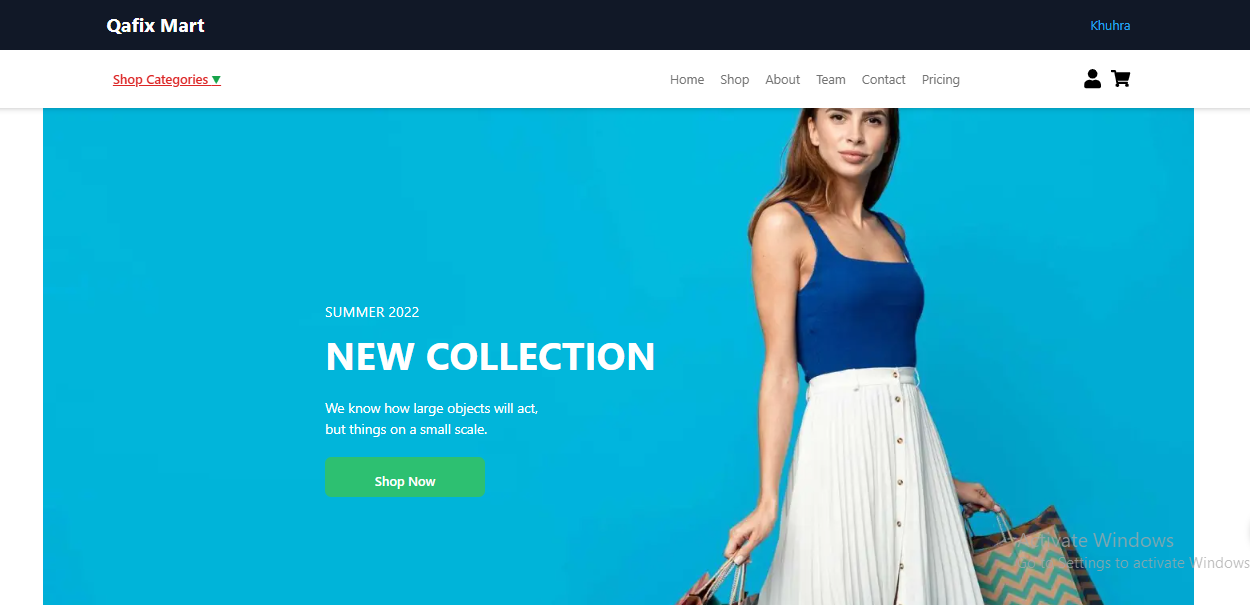 Qafix Mart
Khuhra
Shop Categories ▼
Home Shop About Team Contact Pricing
SUMMER 2022
NEW COLLECTION
We know how large objects will act,
but things on a small scale.
Shop Now
Activate Windows
Go to Settings to activate Windows